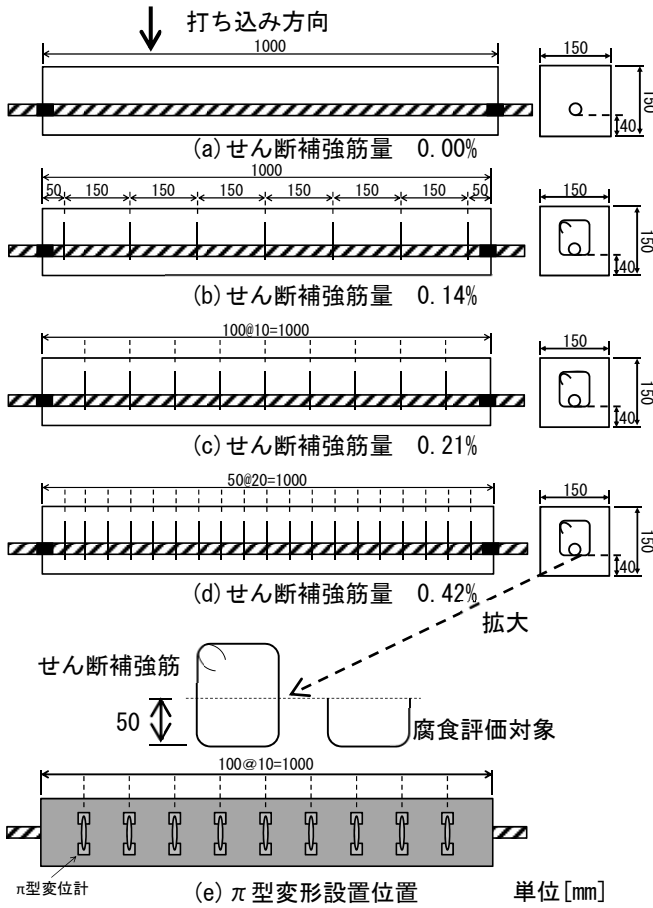 打ち込み方向
1000
150
150
40
(a)せん断補強筋量 0.00%
1000
50 150 150 150 150 150 150 50
150
150
40
(b)せん断補強筋量 0.14%
100@10=1000
150
150
40
(c)せん断補強筋量 0.21%
50@20=1000
150
150
40
(d)せん断補強筋量 0.42%
拡大
せん断補強筋
50
腐食評価対象
100@10=1000
π型変位計
(e)π型変形設置位置 単位[mm]